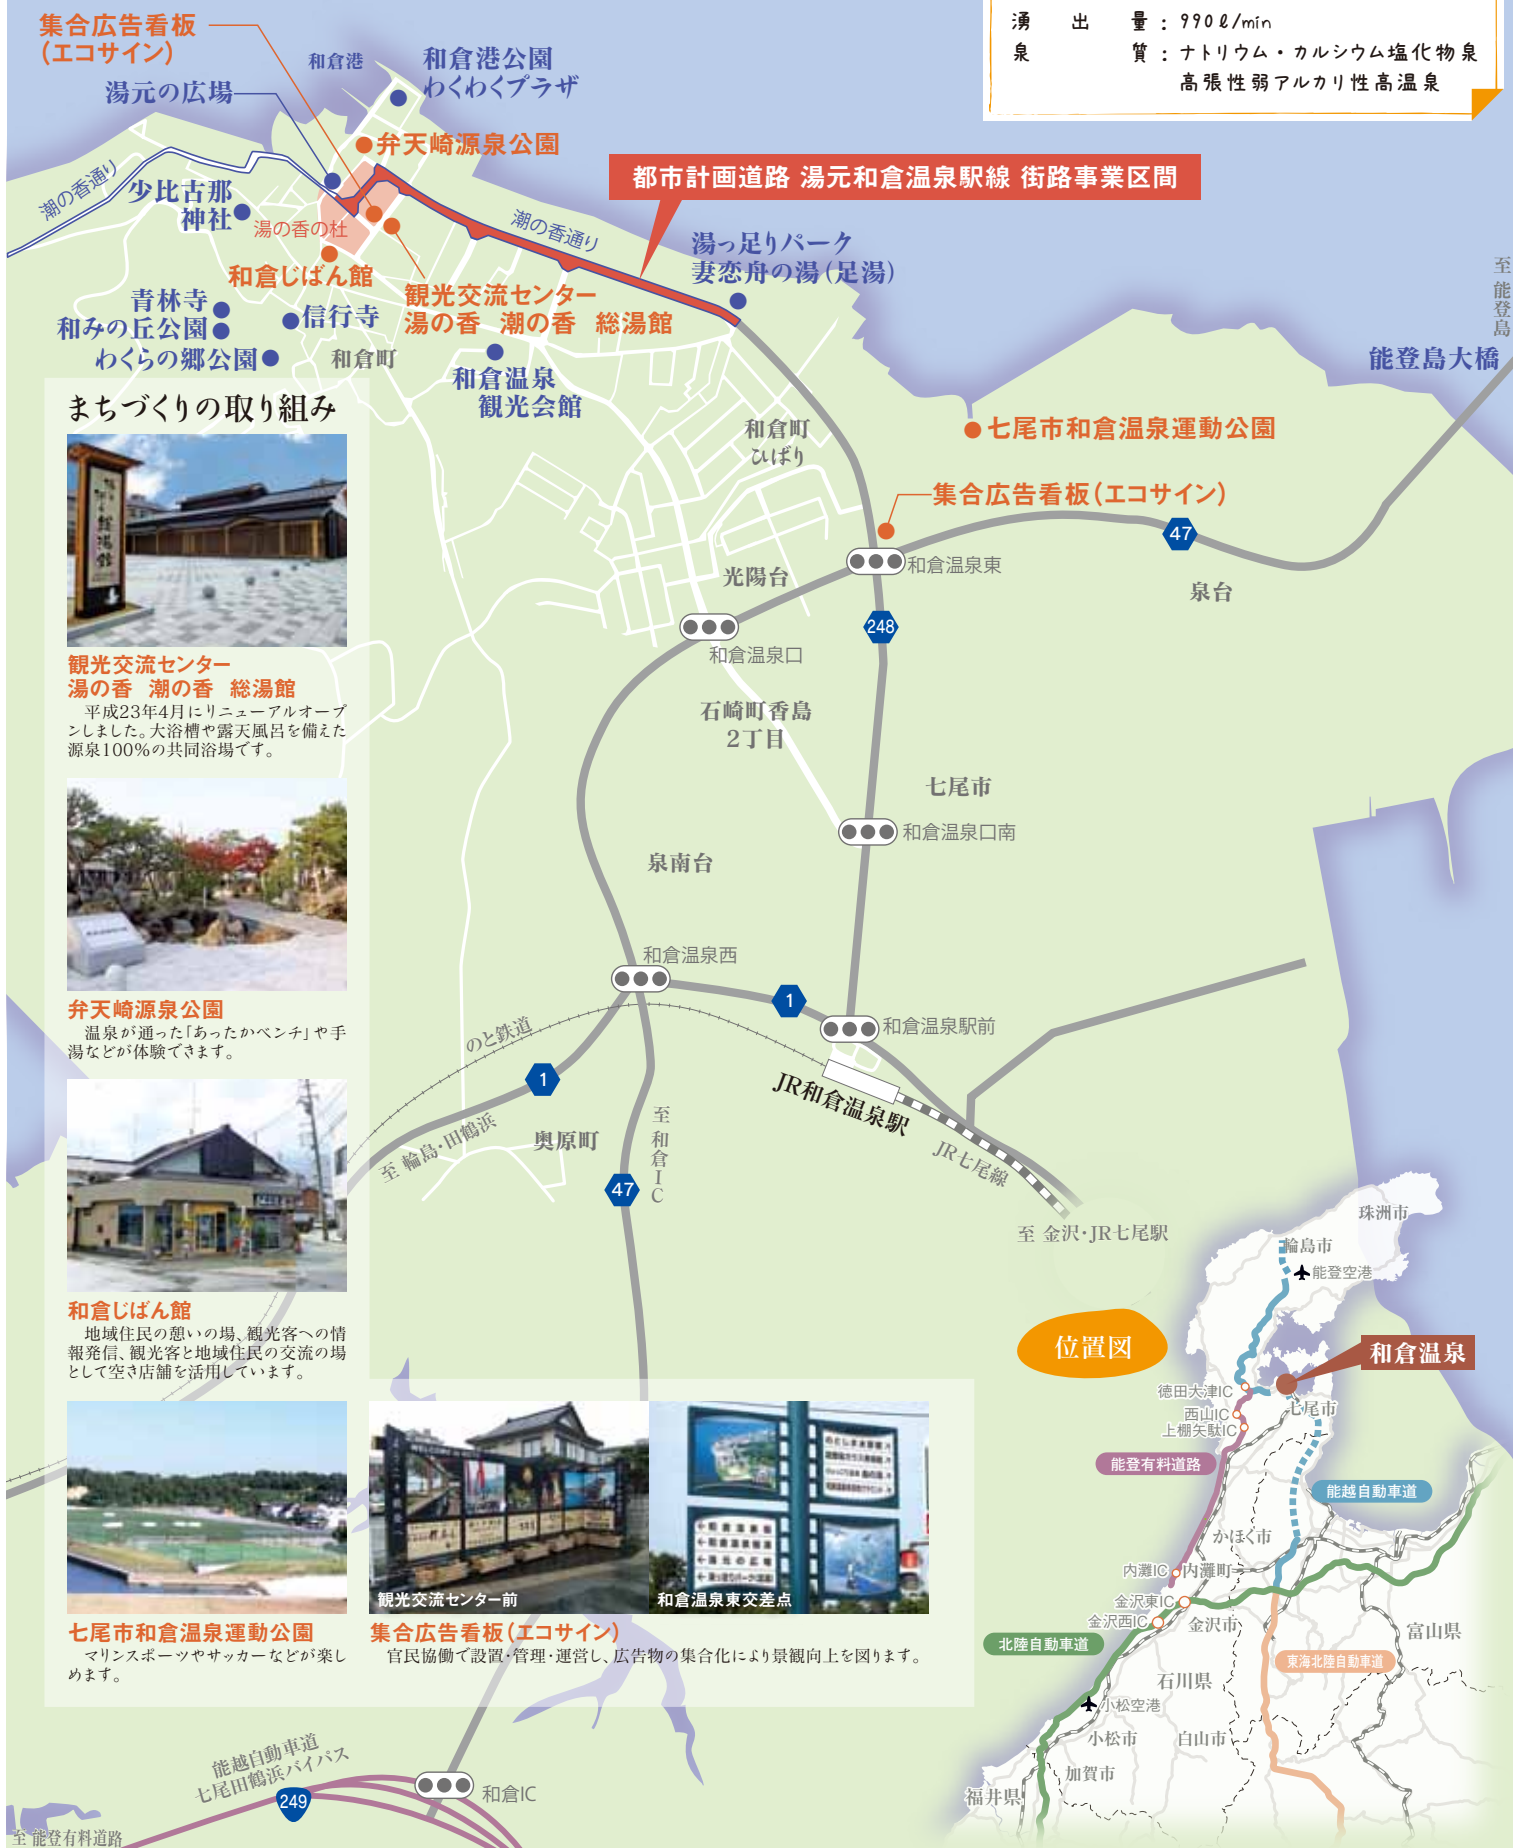 湧出量：990ℓ/min
泉質：ナトリウム・カルシウム塩化物泉
高張性弱アルカリ性高温泉
集合広告看板
(エコサイン)
和倉港
和倉港公園
わくわくプラザ
湯元の広場
弁天崎源泉公園
都市計画道路 湯元和倉温泉駅線 街路事業区間
潮の香通り
少比古那
神社
湯の香の杜
潮の香通り
和倉じばん館
湯っ足りパーク
妻恋舟の湯(足湯)
観光交流センター
湯の香 潮の香 総湯館
青林寺
和みの丘公園
信行寺
わくらの郷公園
和倉町
和倉温泉
観光会館
至 能登島
能登島大橋
和倉町
ひばり
七尾市和倉温泉運動公園
集合広告看板(エコサイン)
47
和倉温泉東
光陽台
泉台
248
和倉温泉口
石崎町香島
2丁目
七尾市
和倉温泉口南
泉南台
和倉温泉西
1
和倉温泉駅前
のと鉄道
1
JR和倉温泉駅
至 輪島・田鶴浜
奥原町
至 和倉IC
JR七尾線
47
至 金沢・JR七尾駅
まちづくりの取り組み
観光交流センター
湯の香 潮の香 総湯館
平成23年4月にリニューアルオープ
ンしました。大浴槽や露天風呂を備えた
源泉100%の共同浴場です。
弁天崎源泉公園
温泉が通った「あったかベンチ」や手
湯などが体験できます。
和倉じばん館
地域住民の憩いの場、観光客への情
報発信、観光客と地域住民の交流の場
として空き店舗を活用しています。
七尾市和倉温泉運動公園
マリンスポーツやサッカーなどが楽し
めます。
観光交流センター前
和倉温泉東交差点
集合広告看板(エコサイン)
官民協働で設置・管理・運営し、広告物の集合化により景観向上を図ります。
能越自動車道
七尾田鶴浜バイパス
249
和倉IC
至 能登有料道路
位置図
珠洲市
輪島市
能登空港
和倉温泉
徳田大津IC
西山IC
上棚矢駄IC
七尾市
能登有料道路
能越自動車道
かほく市
内灘IC
内灘町
金沢東IC
金沢西IC
金沢市
富山県
北陸自動車道
東海北陸自動車道
石川県
小松空港
小松市
白山市
加賀市
福井県